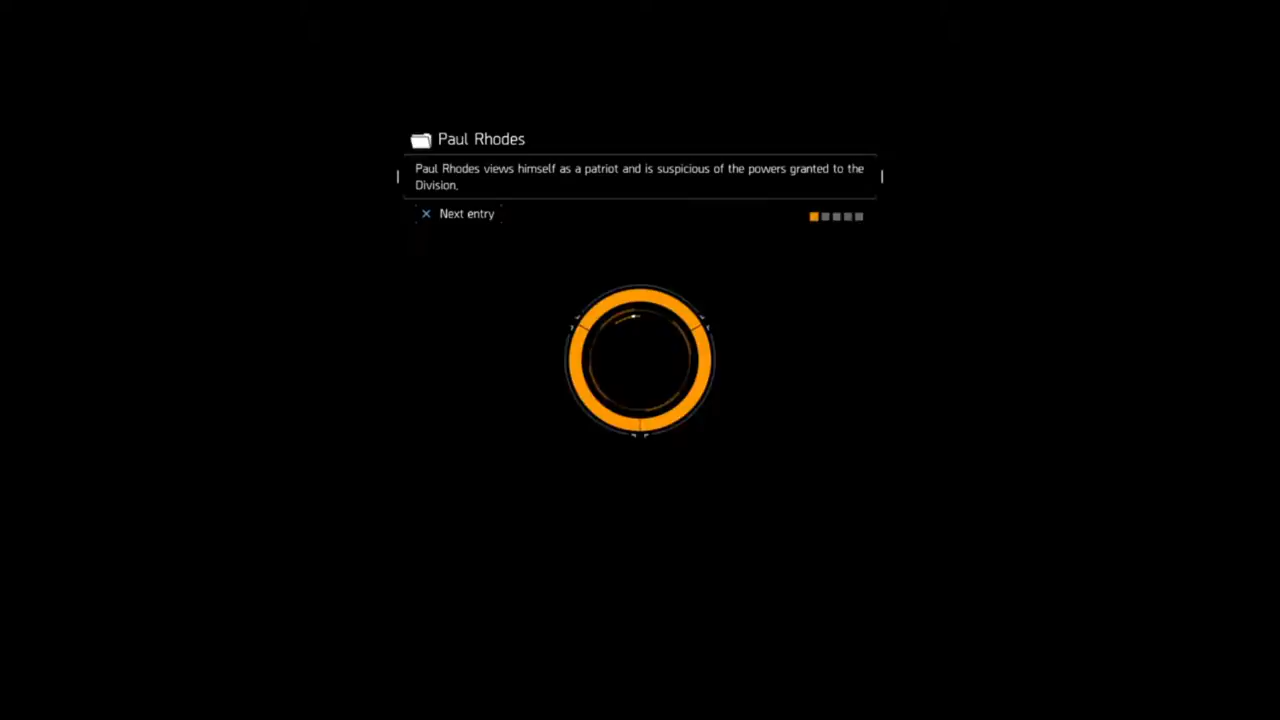 Paul Rhodes
Paul Rhodes views himself as a patriot and is suspicious of the powers granted to the
Division.
Next entry